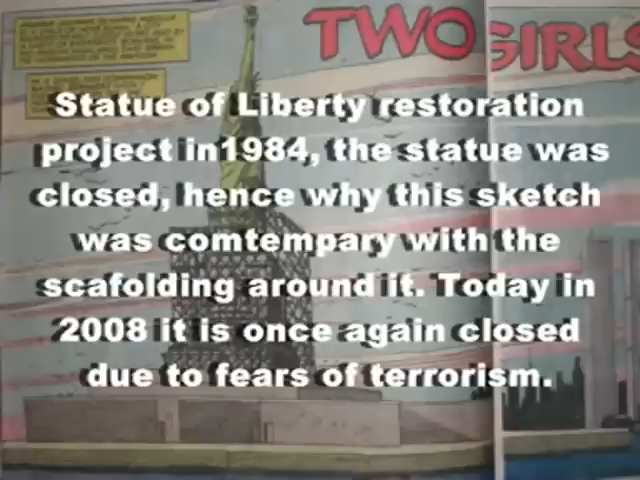 TWO GIRLS
Statue of Liberty restoration
project in1984, the statue was
closed, hence why this sketch
was comtempary with the
scafolding around it. Today in
2008 it is once again closed
due to fears of terrorism.